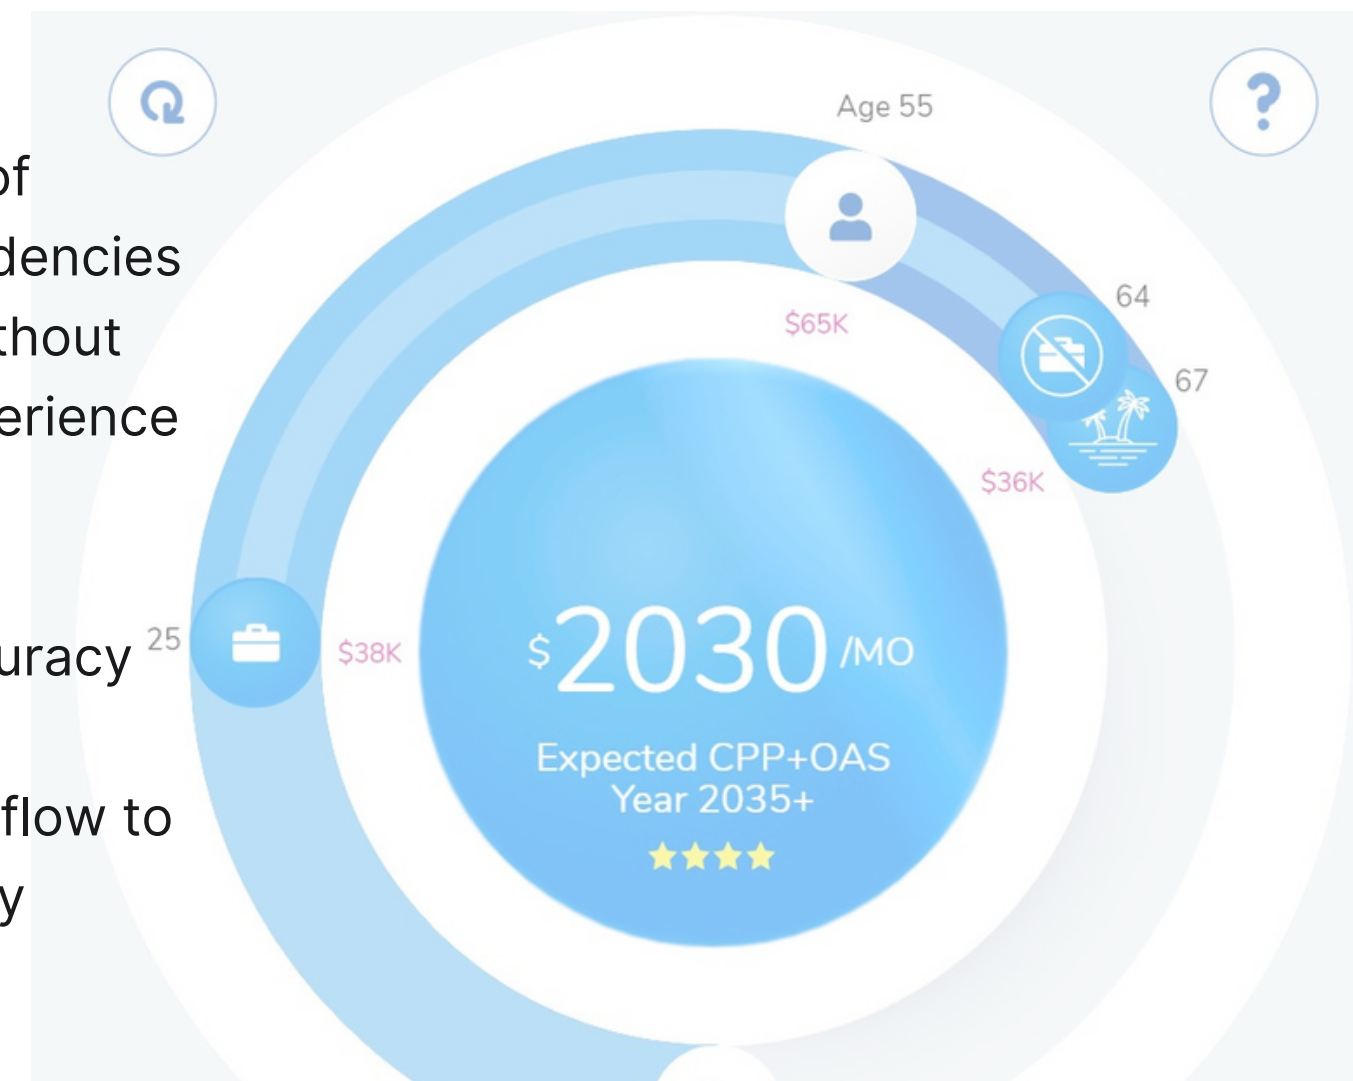 of
dencies
thout
erience
uracy
flow to
y
?
Age 55
$65K
64
67
$36K
25
$38K
$2030/MO
Expected CPP+OAS
Year 2035+